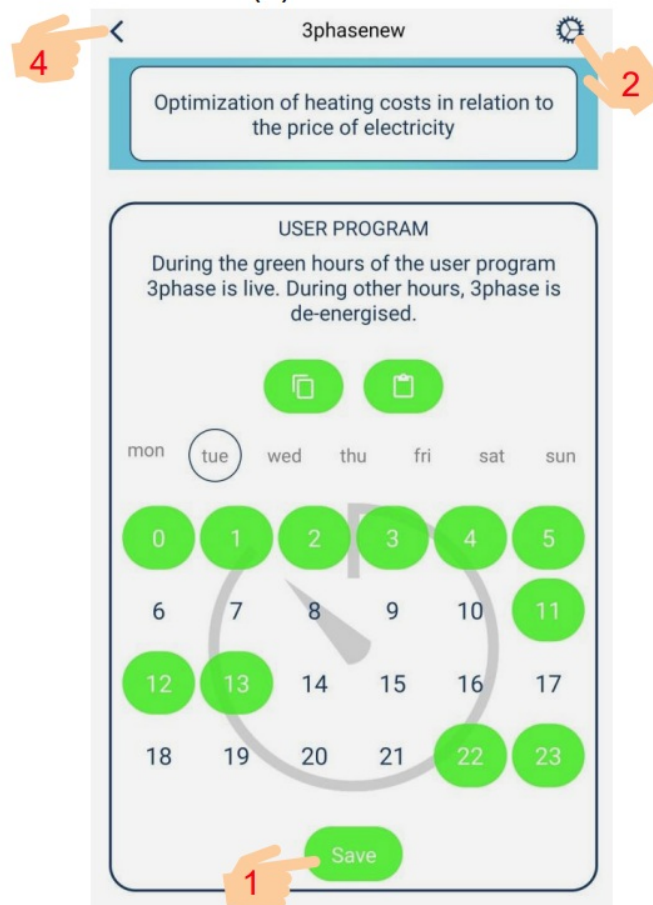 3phasenew
4
2
Optimization of heating costs in relation to
the price of electricity
USER PROGRAM
During the green hours of the user program
3phase is live. During other hours, 3phase is
de-energised.
mon tue wed thu fri sat sun
0 1 2 3 4 5
6 7 8 9 10 11
12 13 14 15 16 17
18 19 20 21 22 23
Save
1